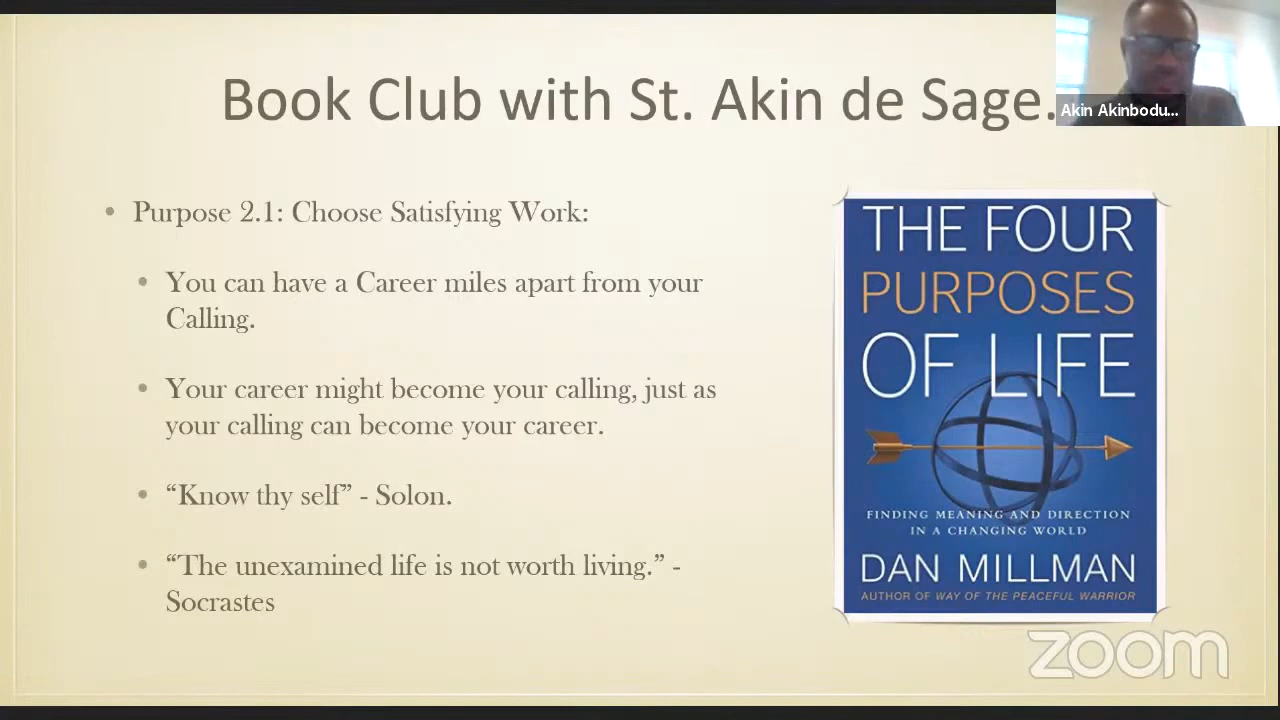 Book Club with St. Akin de Sage.
Akin Akinbodu...
• Purpose 2.1: Choose Satisfying Work:
• You can have a Career miles apart from your
Calling.
• Your career might become your calling, just as
your calling can become your career.
• “Know thy self” - Solon.
• “The unexamined life is not worth living.” -
Socrastes
THE FOUR
PURPOSES
OF LIFE
FINDING MEANING AND DIRECTION
IN A CHANGING WORLD
DAN MILLMAN
AUTHOR OF WAY OF THE PEACEFUL WARRIOR
zoom